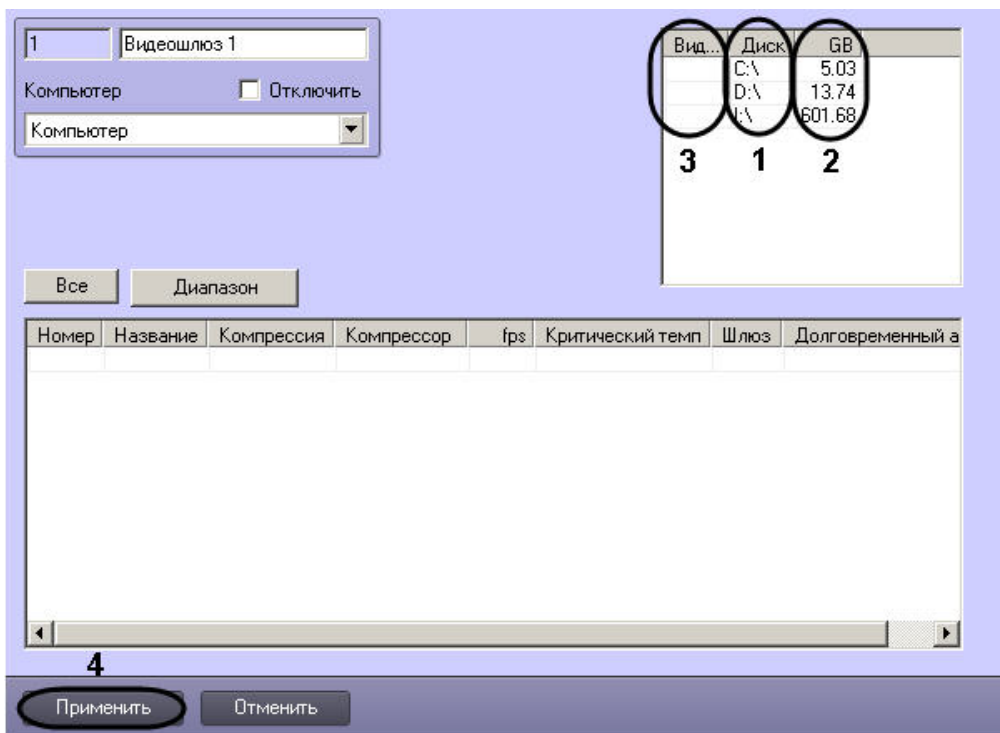 1 Видеошлюз 1
Компьютер Отключить
Компьютер
Вид... Диск GB
C:\ 5.03
D:\ 13.74
I:\ 601.68
3 1 2
Все Диапазон
Номер Название Компрессия Компрессор fps Критический темп Шлюз Долговременный а
4
Применить Отменить